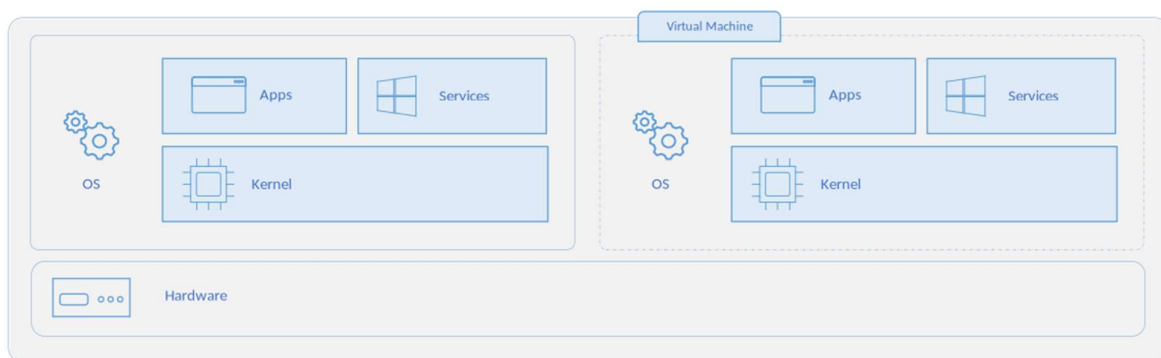 Virtual Machine
Apps
Services
OS
Kernel
Apps
Services
OS
Kernel
Hardware